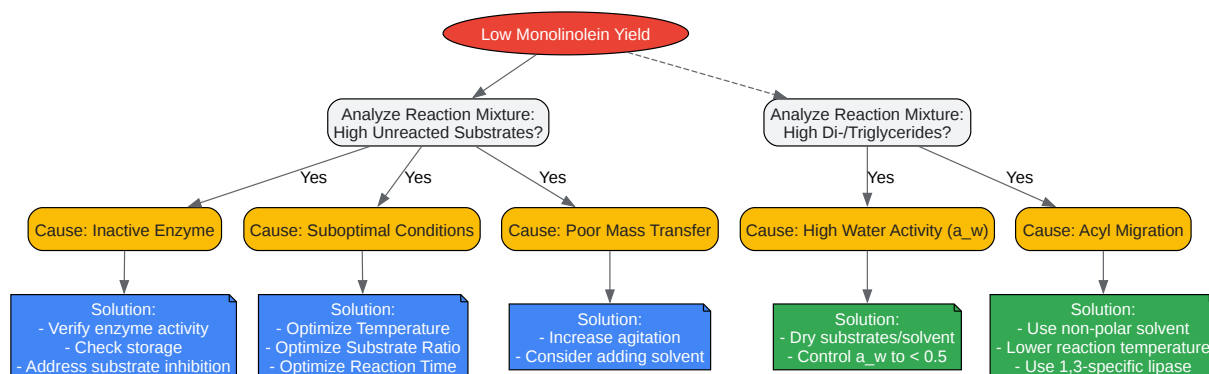 Low Monolinolein Yield
Analyze Reaction Mixture:
High Unreacted Substrates?
Analyze Reaction Mixture:
High Di-/Triglycerides?
Yes
Yes
Yes
Yes
Yes
Cause: Inactive Enzyme
Cause: Suboptimal Conditions
Cause: Poor Mass Transfer
Cause: High Water Activity (a_w)
Cause: Acyl Migration
Solution:
- Verify enzyme activity
- Check storage
- Address substrate inhibition
Solution:
- Optimize Temperature
- Optimize Substrate Ratio
- Optimize Reaction Time
Solution:
- Increase agitation
- Consider adding solvent
Solution:
- Dry substrates/solvent
- Control a_w to < 0.5
Solution:
- Use non-polar solvent
- Lower reaction temperature
- Use 1,3-specific lipase